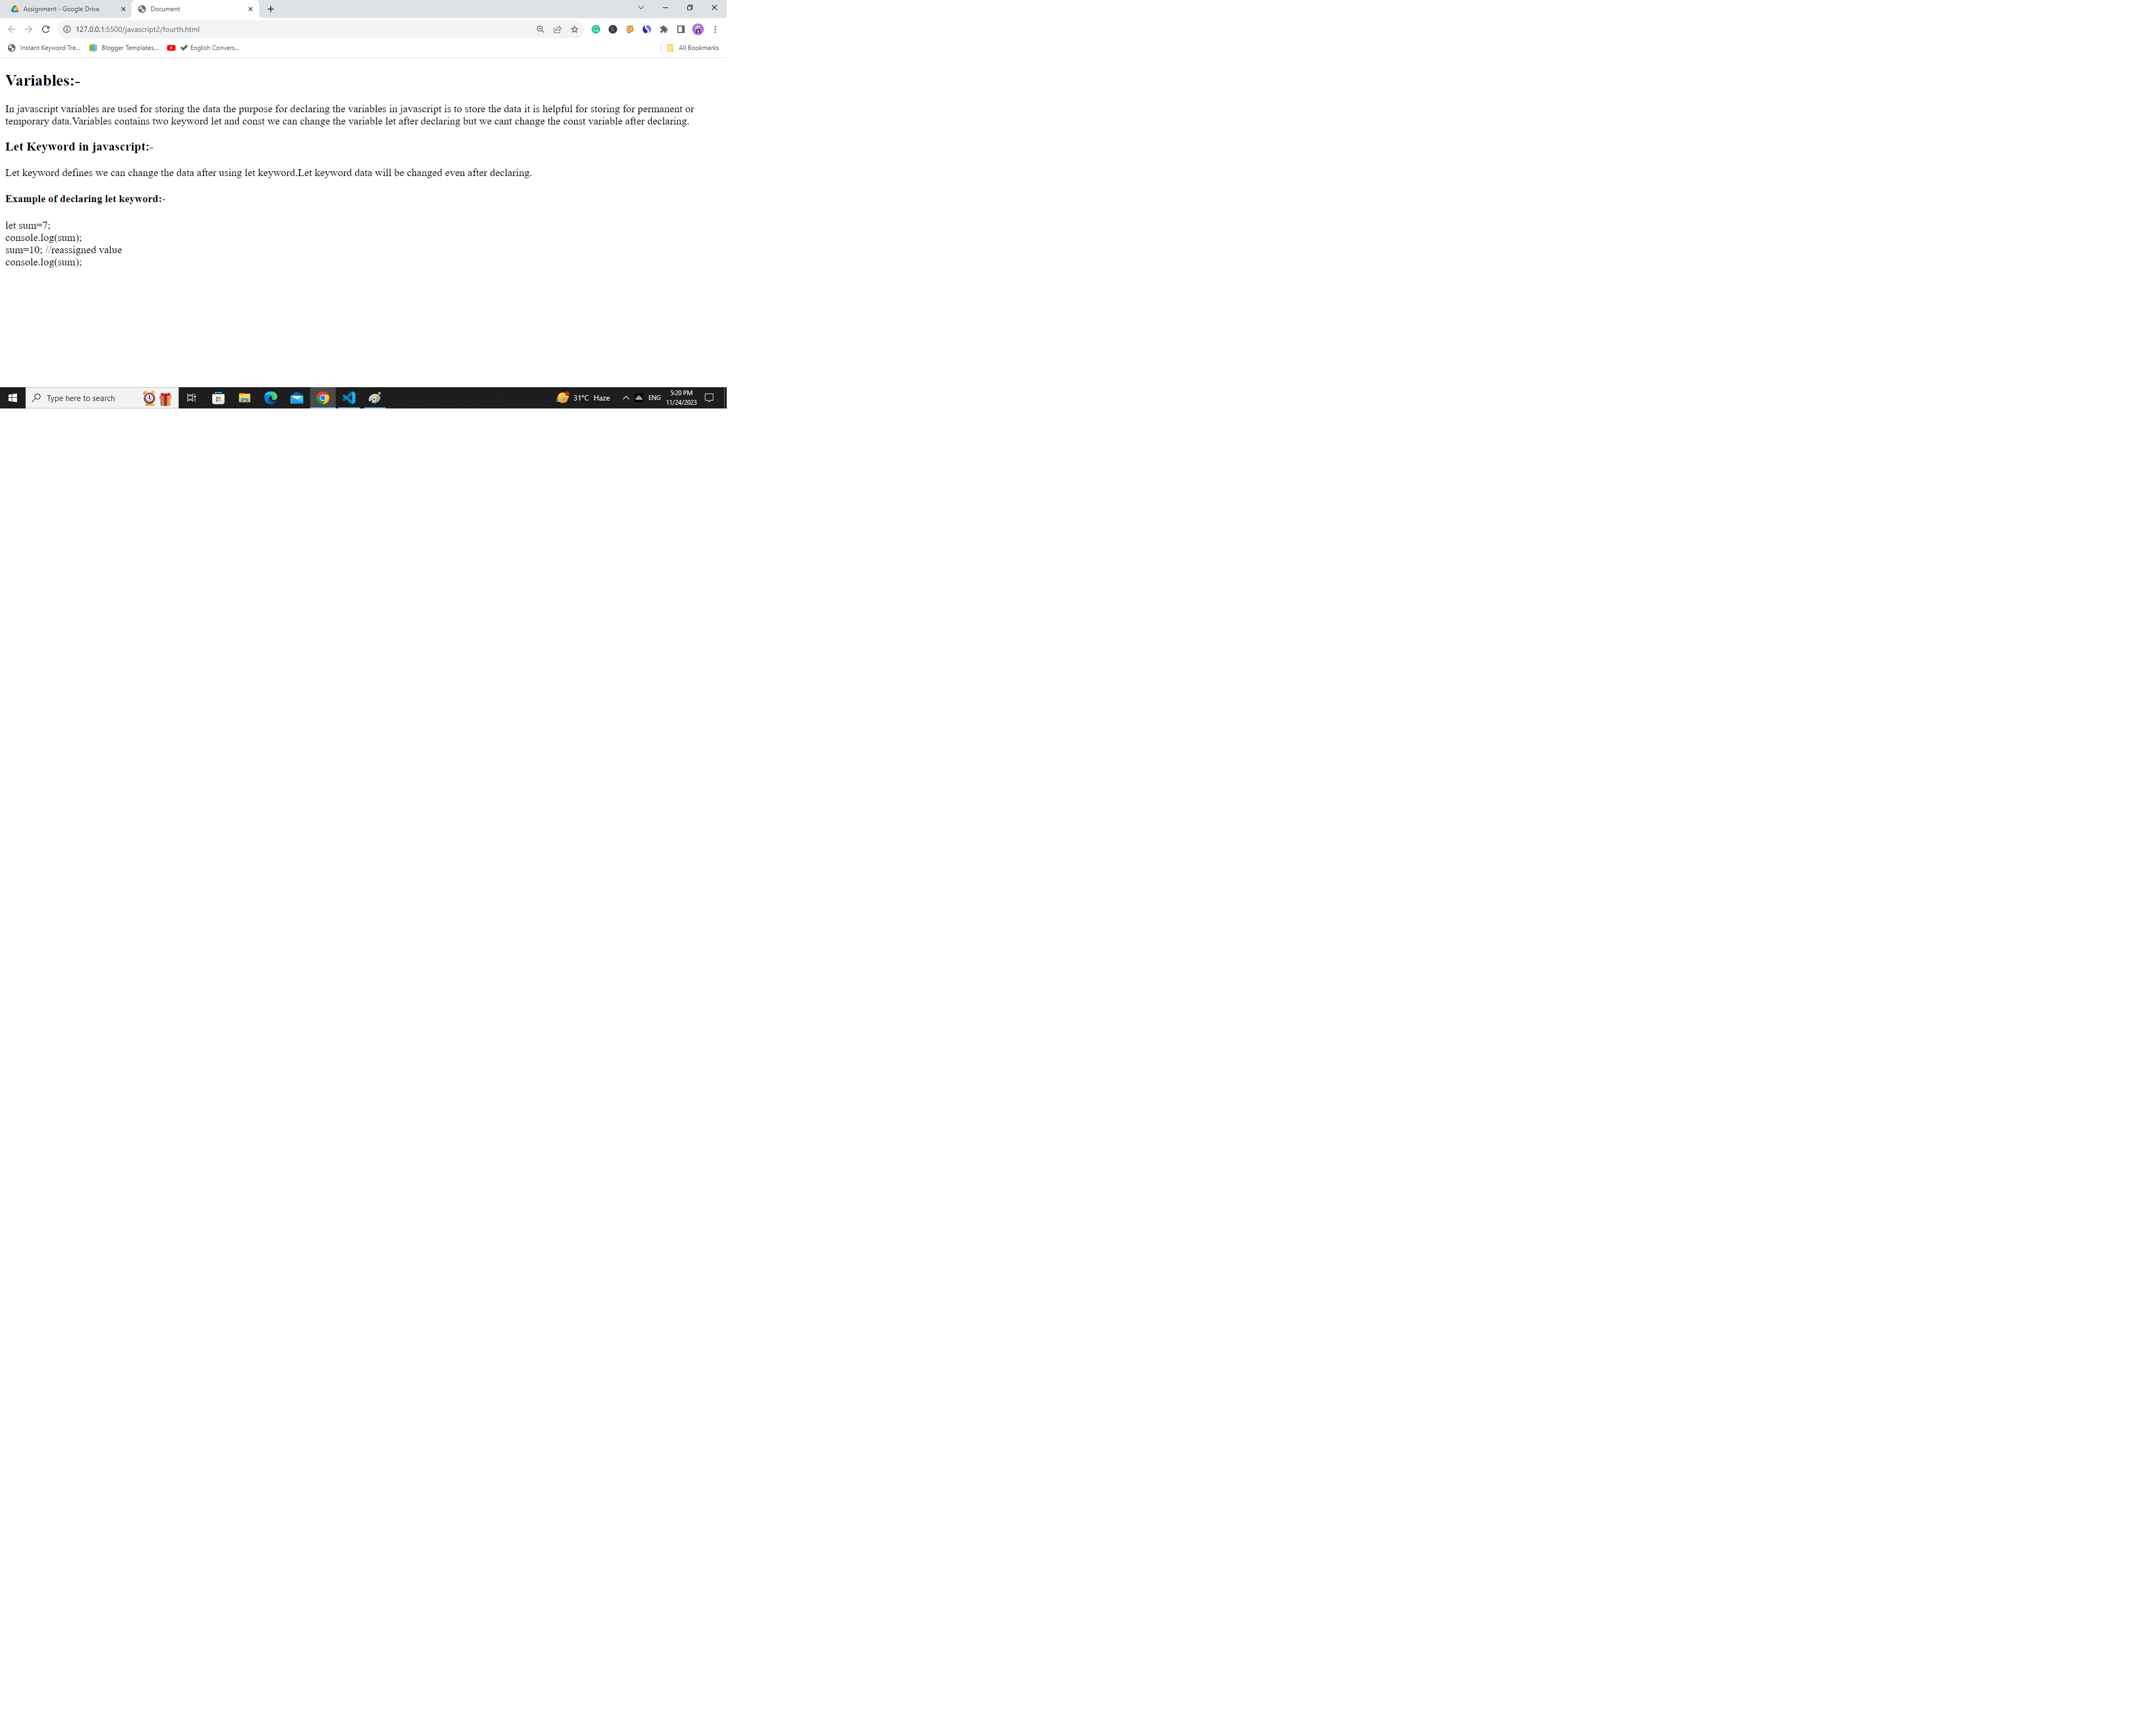 Assignment - Google Drive
Document
127.0.0.1:5500/javascript2/fourth.html
Instant Keyword Tre...
Blogger Templates...
English Convers...
All Bookmarks
Variables:-
In javascript variables are used for storing the data the purpose for declaring the variables in javascript is to store the data it is helpful for storing for permanent or
temporary data.Variables contains two keyword let and const we can change the variable let after declaring but we cant change the const variable after declaring.
Let Keyword in javascript:-
Let keyword defines we can change the data after using let keyword.Let keyword data will be changed even after declaring.
Example of declaring let keyword:-
let sum=7;
console.log(sum);
sum=10; //reassigned value
console.log(sum);
Type here to search
31°C Haze
ENG
5:20 PM
11/24/2023